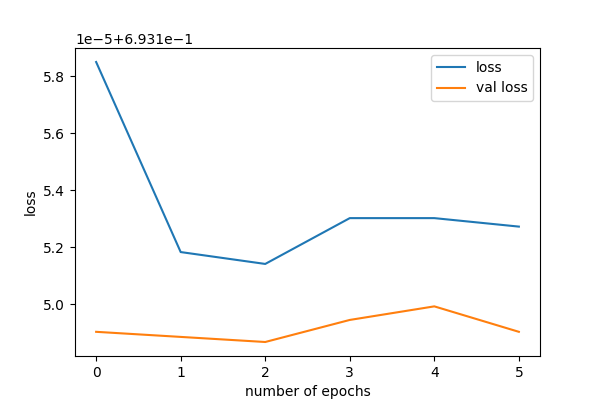 1e−5+6.931e−1
loss
val loss
5.8
5.6
5.4
5.2
5.0
loss
0 1 2 3 4 5
number of epochs